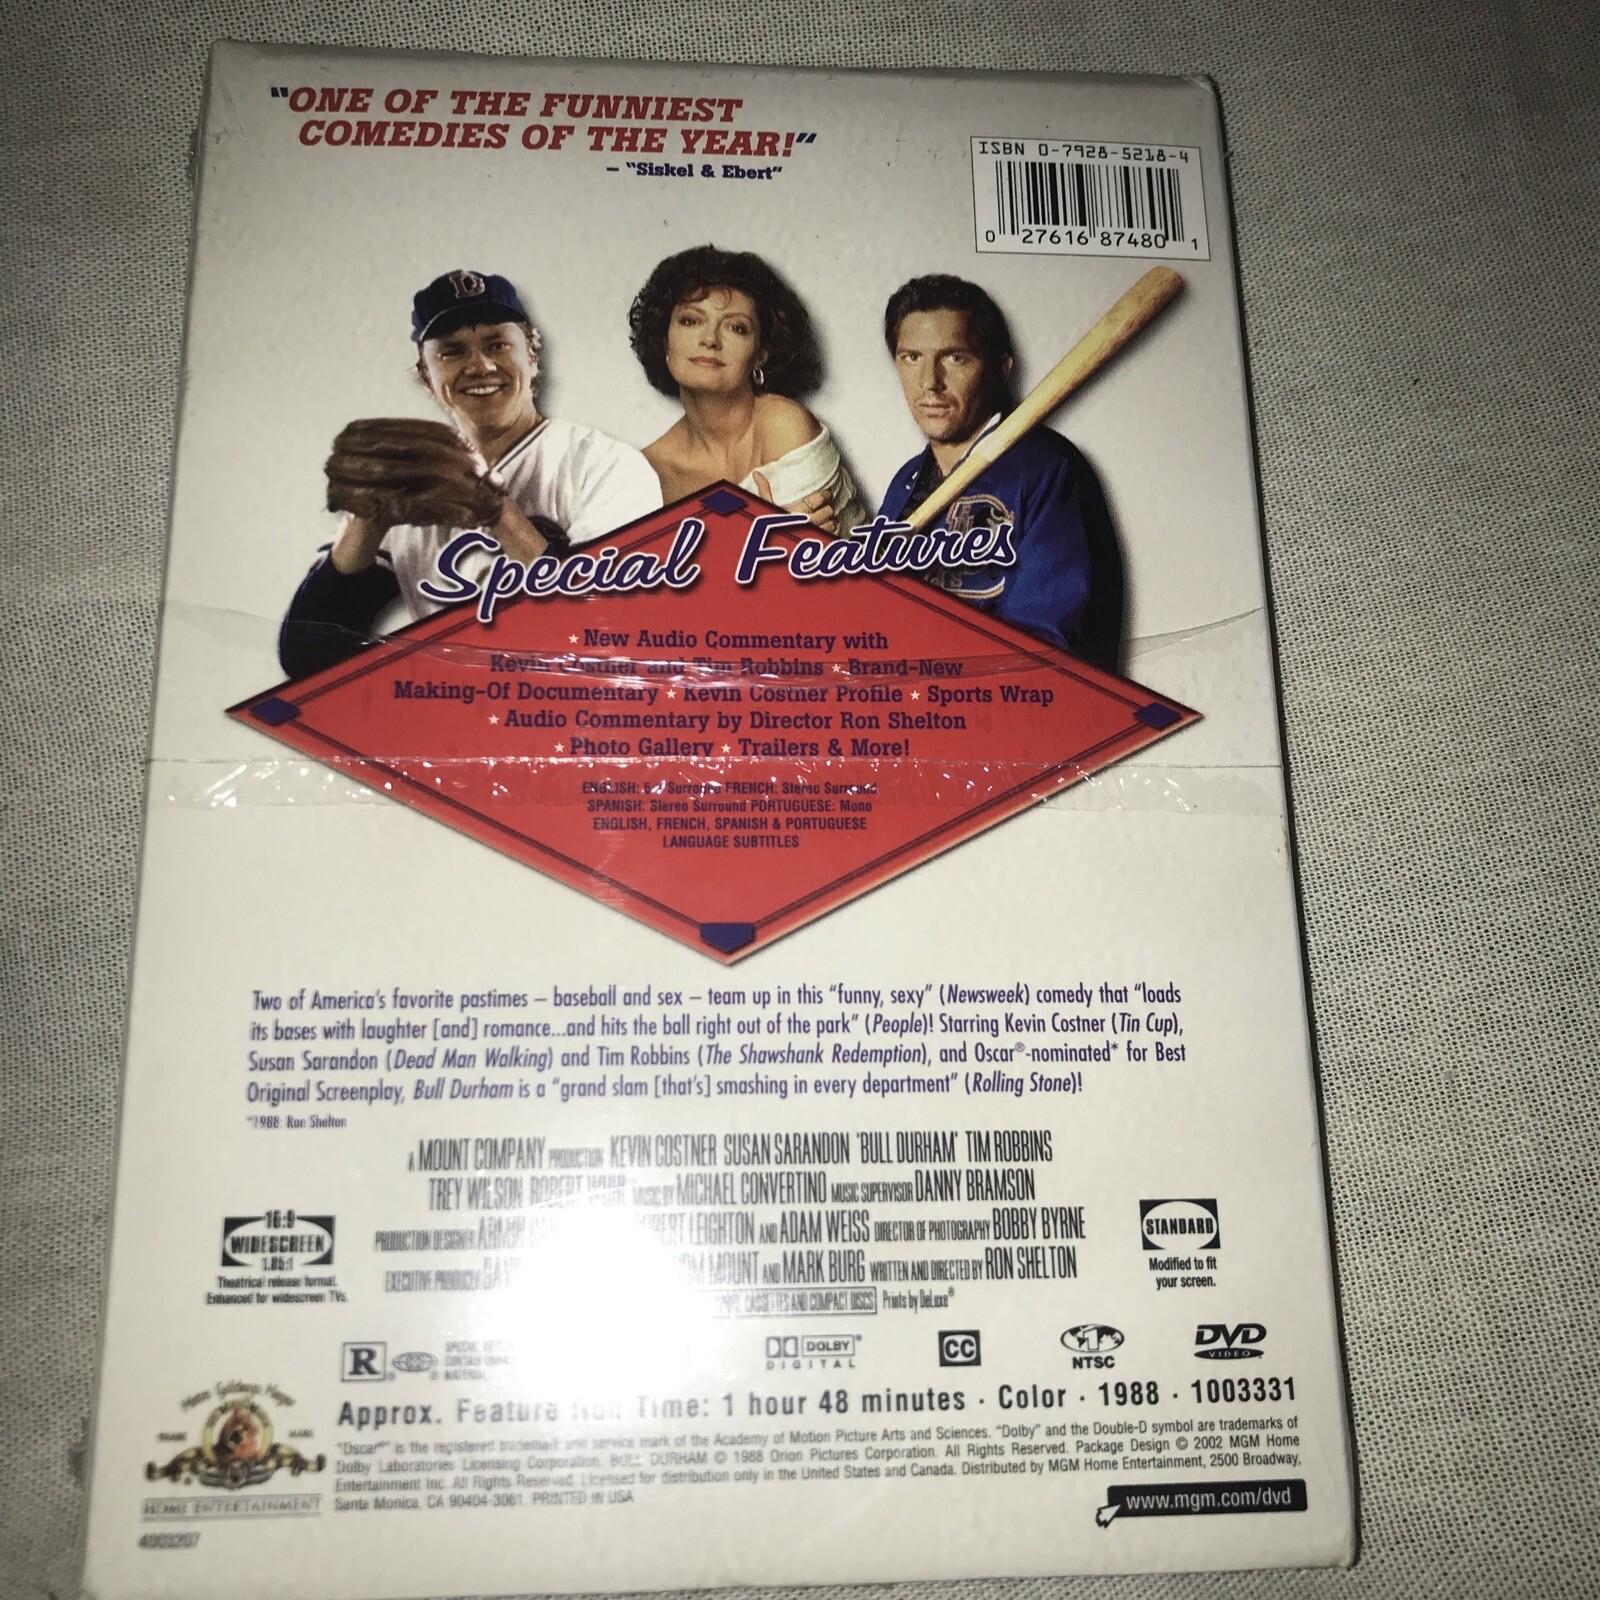 "ONE OF THE FUNNIEST
COMEDIES OF THE YEAR!"
– "Siskel & Ebert"
ISBN 0-7928-5218-4
0 27616 87480 1
D
Special Features
★ New Audio Commentary with
Kevin Costner and Tim Robbins ★ Brand-New
Making-Of Documentary ★ Kevin Costner Profile ★ Sports Wrap
★ Audio Commentary by Director Ron Shelton
★ Photo Gallery ★ Trailers & More!
ENGLISH: Surround FRENCH: Stereo Surround
SPANISH: Stereo Surround PORTUGUESE: Mono
ENGLISH, FRENCH, SPANISH & PORTUGUESE
LANGUAGE SUBTITLES
Two of America's favorite pastimes – baseball and sex – team up in this "funny, sexy" (Newsweek) comedy that "loads
its bases with laughter [and] romance...and hits the ball right out of the park" (People)! Starring Kevin Costner (Tin Cup),
Susan Sarandon (Dead Man Walking) and Tim Robbins (The Shawshank Redemption), and Oscar®-nominated* for Best
Original Screenplay, Bull Durham is a "grand slam [that's] smashing in every department" (Rolling Stone)!
*1988: Ron Shelton
A MOUNT COMPANY PRODUCTION KEVIN COSTNER SUSAN SARANDON 'BULL DURHAM' TIM ROBBINS
TREY WILSON ROBERT MUSIC BY MICHAEL CONVERTINO MUSIC SUPERVISOR DANNY BRAMSON
PRODUCTION DESIGNER LEIGHTON AND ADAM WEISS DIRECTOR OF PHOTOGRAPHY BOBBY BYRNE
EXECUTIVE PRODUCER MOUNT AND MARK BURG WRITTEN AND DIRECTED BY RON SHELTON
CASSETTES AND COMPACT DISCS Prints by DeLuxe®
16:9
WIDESCREEN
1.85:1
Theatrical release format.
Enhanced for widescreen TVs.
STANDARD
Modified to fit
your screen.
R
DOLBY
DIGITAL
CC
NTSC
DVD
VIDEO
Approx. Feature Run Time: 1 hour 48 minutes · Color · 1988 · 1003331
"Oscar®" is the registered trademark and service mark of the Academy of Motion Picture Arts and Sciences. "Dolby" and the Double-D symbol are trademarks of
Dolby Laboratories Licensing Corporation. BULL DURHAM © 1988 Orion Pictures Corporation. All Rights Reserved. Package Design © 2002 MGM Home
Entertainment Inc. All Rights Reserved. Licensed for distribution only in the United States and Canada. Distributed by MGM Home Entertainment, 2500 Broadway,
Santa Monica, CA 90404-3061. PRINTED IN USA
Metro Goldwyn Mayer
TRADE MARK
HOME ENTERTAINMENT
www.mgm.com/dvd
4003207